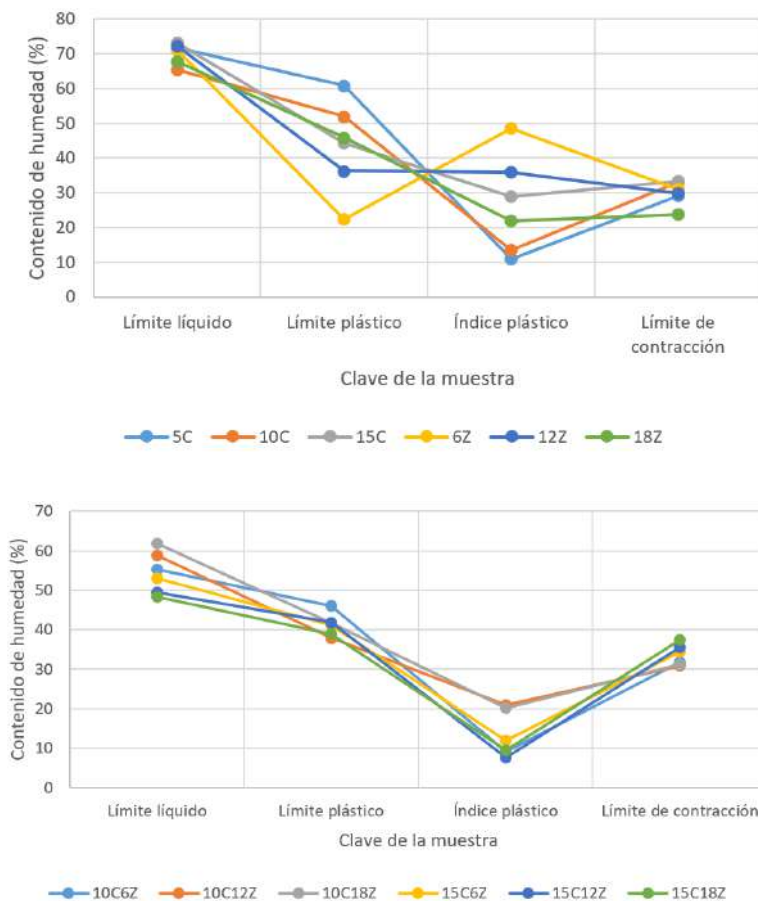 80
70
60
50
40
30
20
10
0
Contenido de humedad (%)
Límite líquido
Límite plástico
Índice plástico
Límite de
contracción
Clave de la muestra
5C
10C
15C
6Z
12Z
18Z
70
60
50
40
30
20
10
0
Contenido de humedad (%)
Límite líquido
Límite plástico
Índice plástico
Límite de contracción
Clave de la muestra
10C6Z
10C12Z
10C18Z
15C6Z
15C12Z
15C18Z